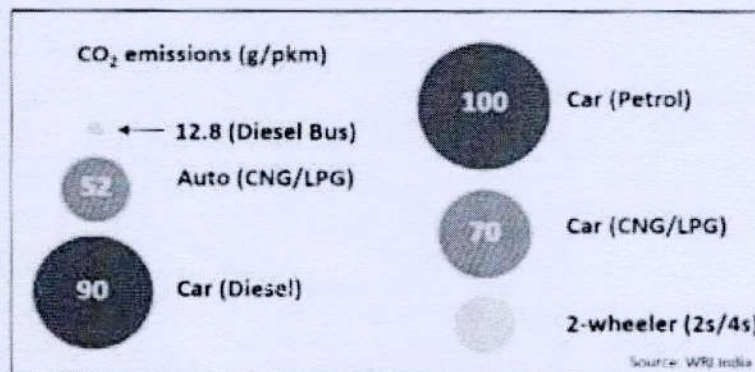 CO₂ emissions (g/pkm)
12.8 (Diesel Bus)
52
Auto (CNG/LPG)
90
Car (Diesel)
100
Car (Petrol)
70
Car (CNG/LPG)
2-wheeler (2s/4s)
Source: WRI India